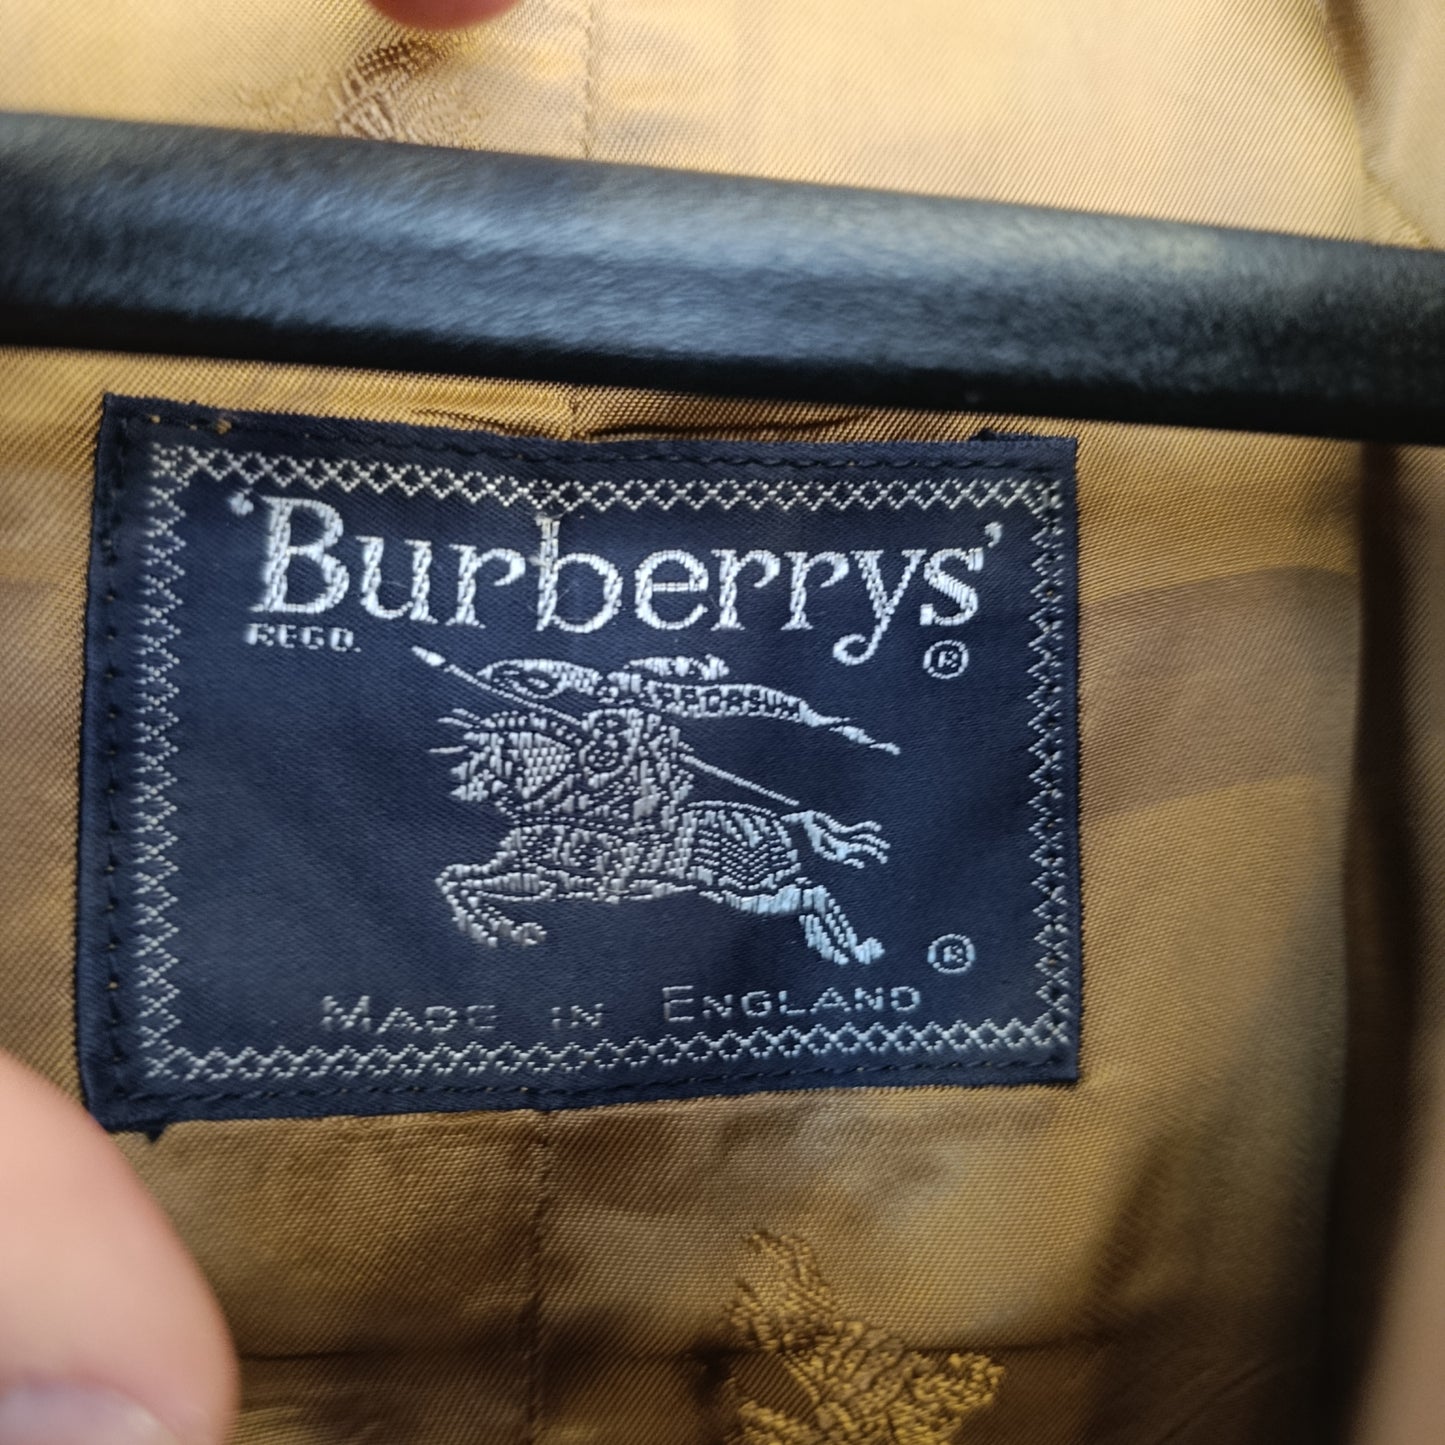 'Burberrys'
REGD. ®
®
MADE IN ENGLAND